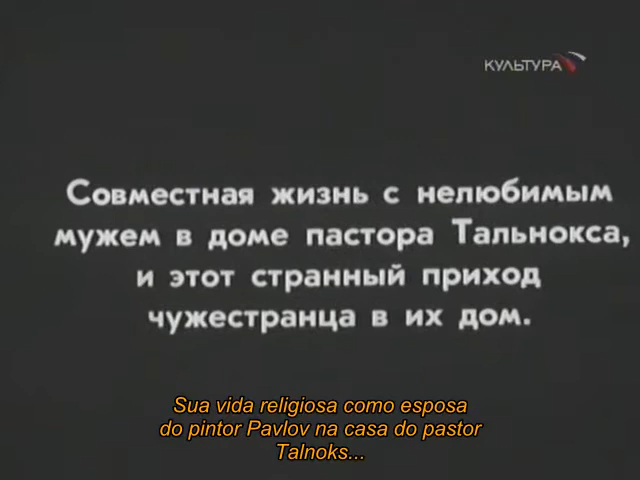 КУЛЬТУРА
Совместная жизнь с нелюбимым
мужем в доме пастора Тальнокса,
и этот странный приход
чужестранца в их дом.
Sua vida religiosa como esposa
do pintor Pavlov na casa do pastor
Talnoks...